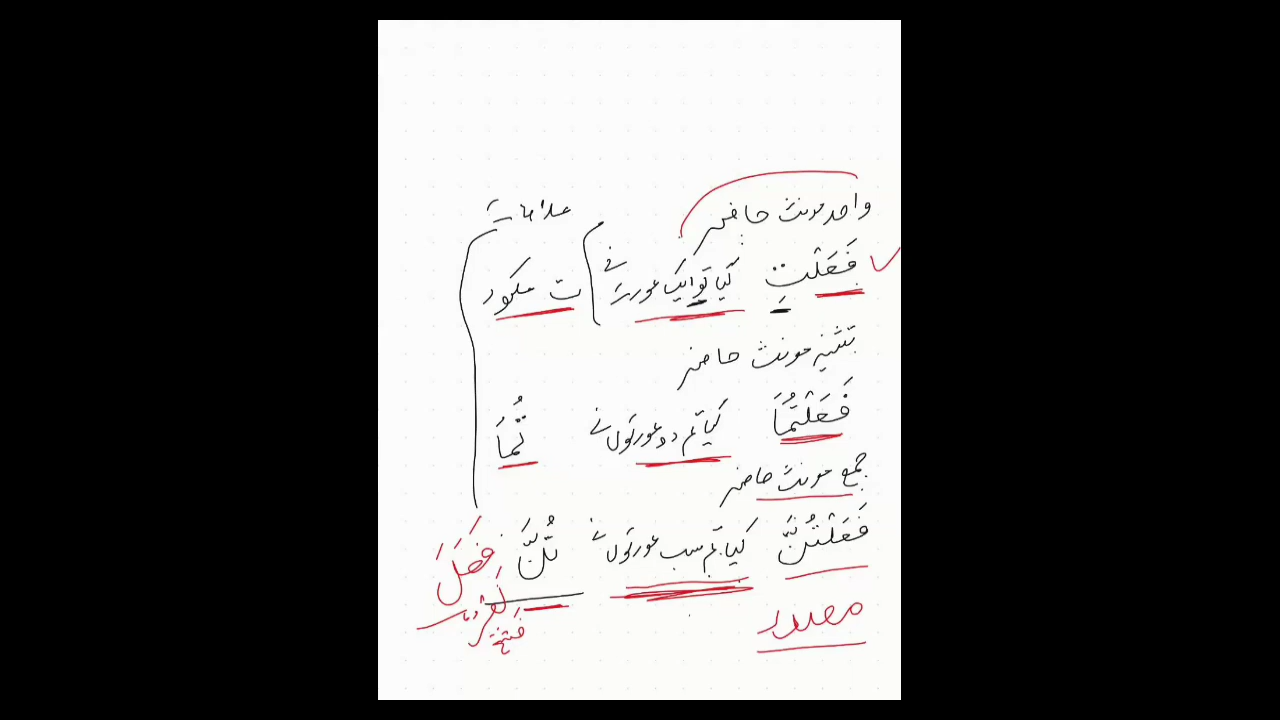 واحد مونث حاضر
علامات
فَعَلْتِ کیا تو ایک عورت نے تِ مکسور
تثنیہ مونث حاضر
فَعَلْتُمَا کیا تم دو عورتوں نے تُمَا
جمع مونث حاضر
فَعَلْتُنَّ کیا تم سب عورتوں نے تُنَّ فَعَلَ
مصدر
فتح